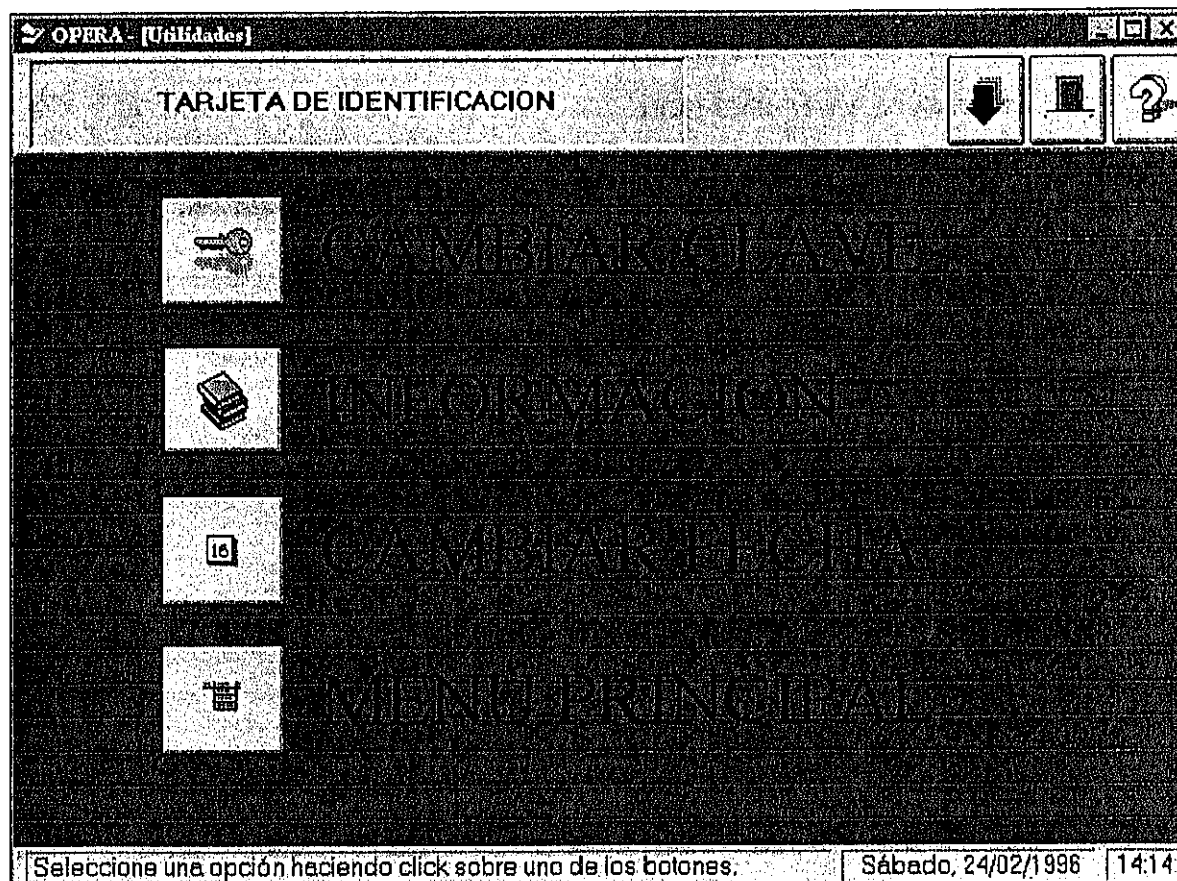 OPERA - [Utilidades]
TARJETA DE IDENTIFICACION
CAMBIAR CLAVE
INFORMACION
16
CAMBIAR FECHA
MENU PRINCIPAL
Seleccione una opción haciendo click sobre uno de los botones.
Sábado, 24/02/1996
14:14